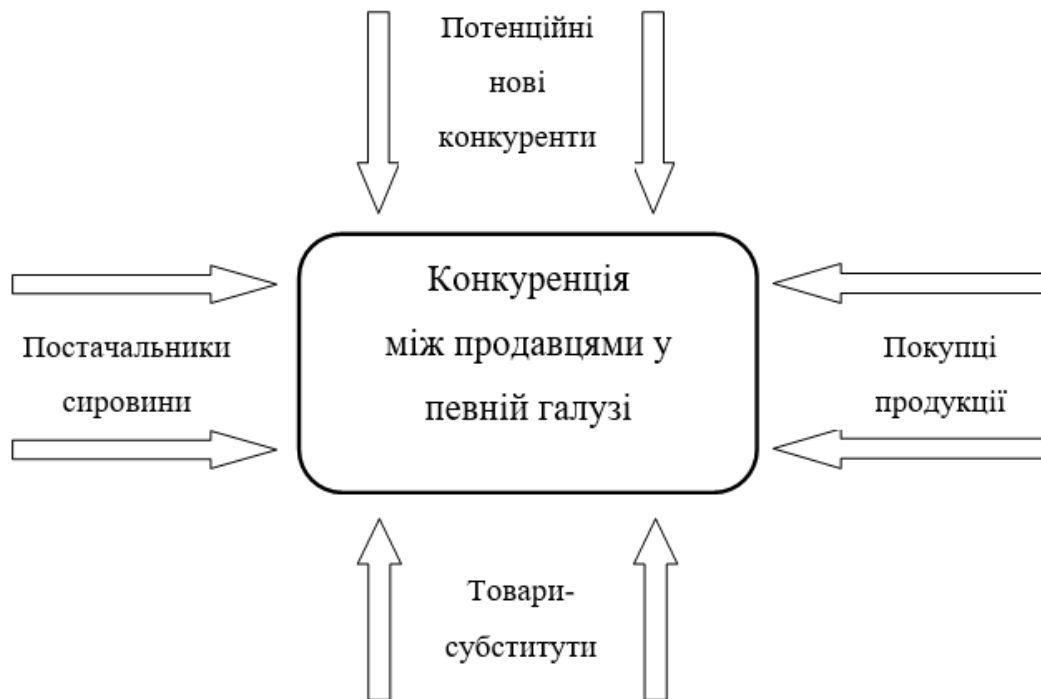 Потенційні
нові
конкуренти
Конкуренція
між продавцями у
певній галузі
Постачальники
сировини
Покупці
продукції
Товари-
субститути